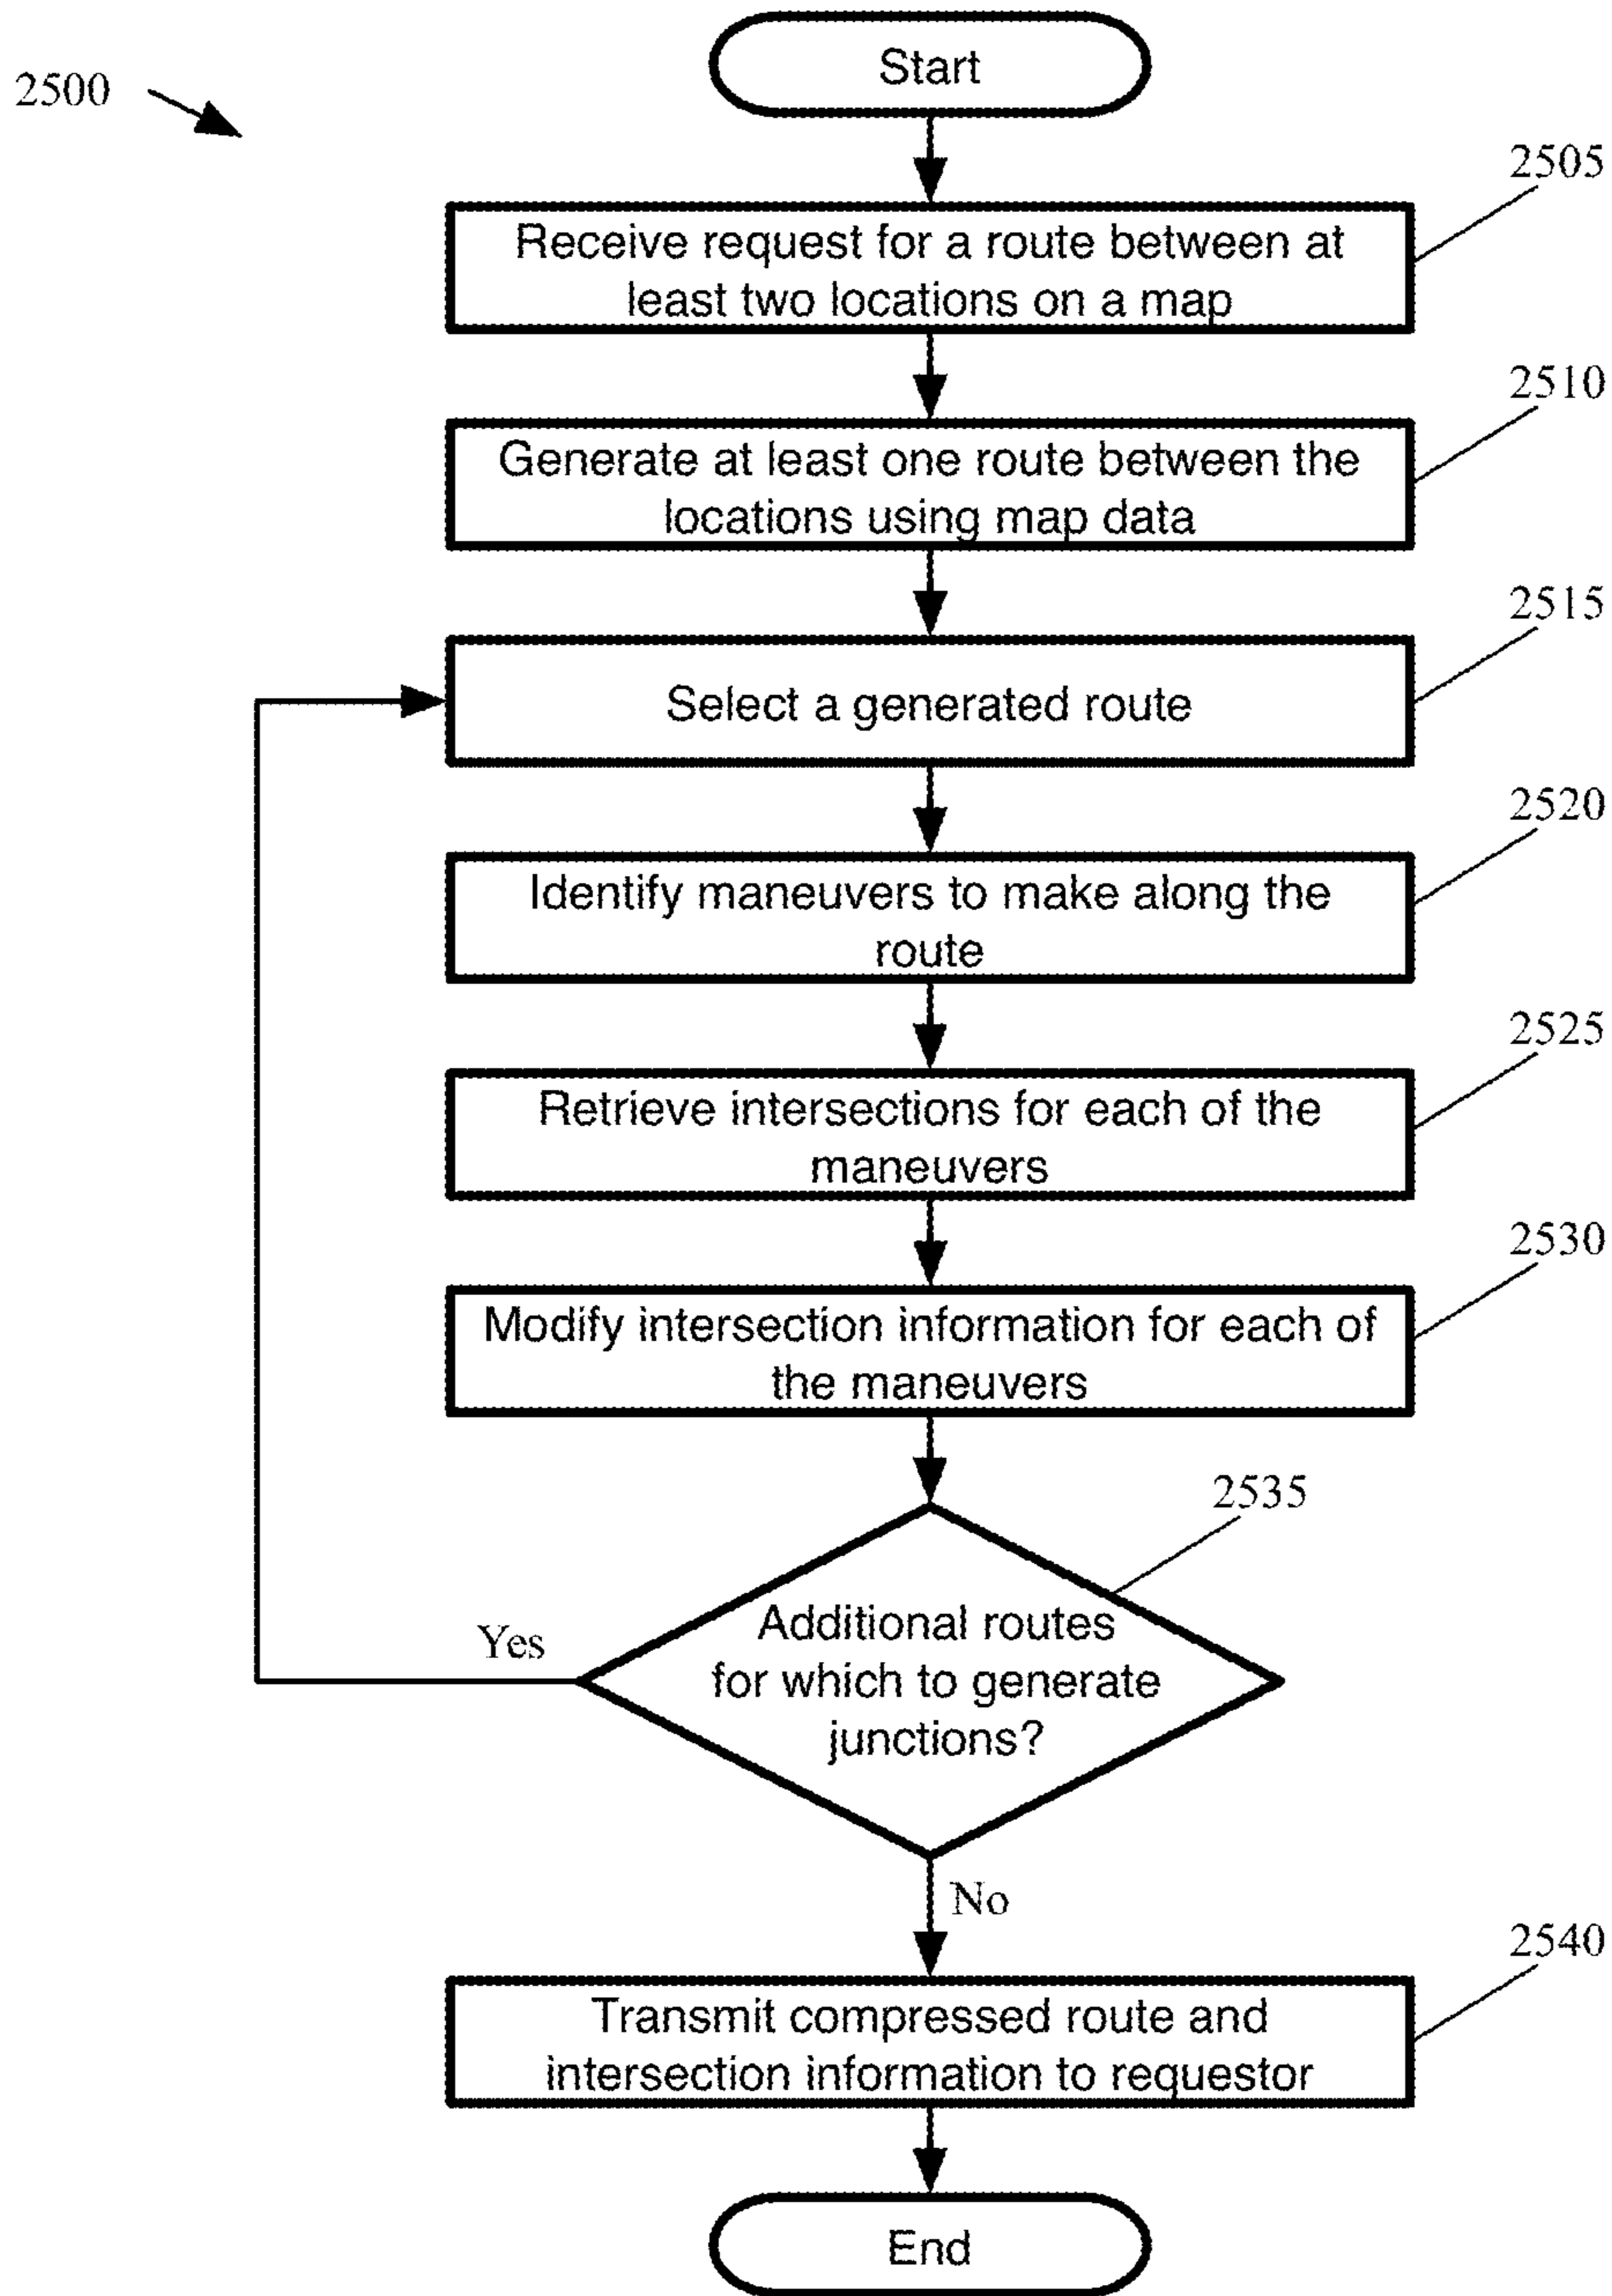 Start
2500
2505
Receive request for a route between at
least two locations on a map
2510
Generate at least one route between the
locations using map data
2515
Select a generated route
2520
Identify maneuvers to make along the
route
2525
Retrieve intersections for each of the
maneuvers
2530
Modify intersection information for each of
the maneuvers
2535
Additional routes
for which to generate
junctions?
Yes
No
2540
Transmit compressed route and
intersection information to requestor
End